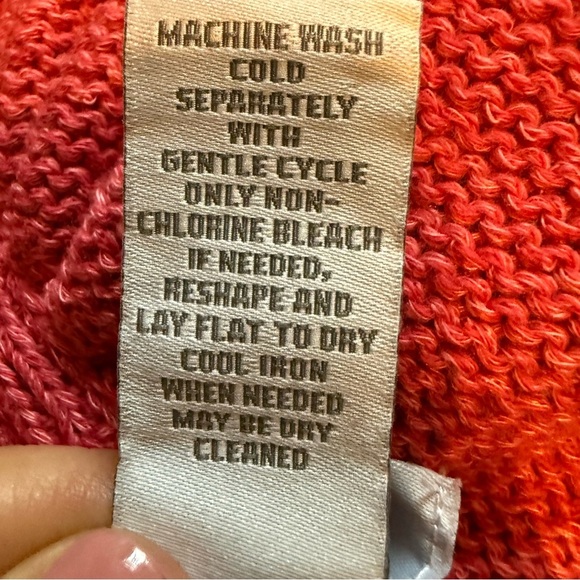 MACHINE WASH
COLD
SEPARATELY
WITH
GENTLE CYCLE
ONLY NON-
CHLORINE BLEACH
IF NEEDED,
RESHAPE AND
LAY FLAT TO DRY
COOL IRON
WHEN NEEDED
MAY BE DRY
CLEANED